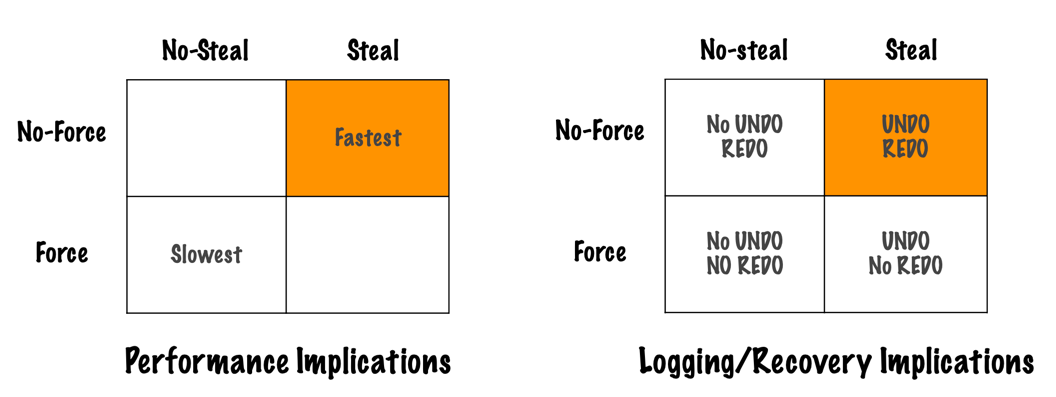 No-Steal Steal
No-Force
Fastest
Force
Slowest
Performance Implications
No-steal Steal
No-Force
No UNDO
REDO
UNDO
REDO
Force
No UNDO
NO REDO
UNDO
No REDO
Logging/Recovery Implications